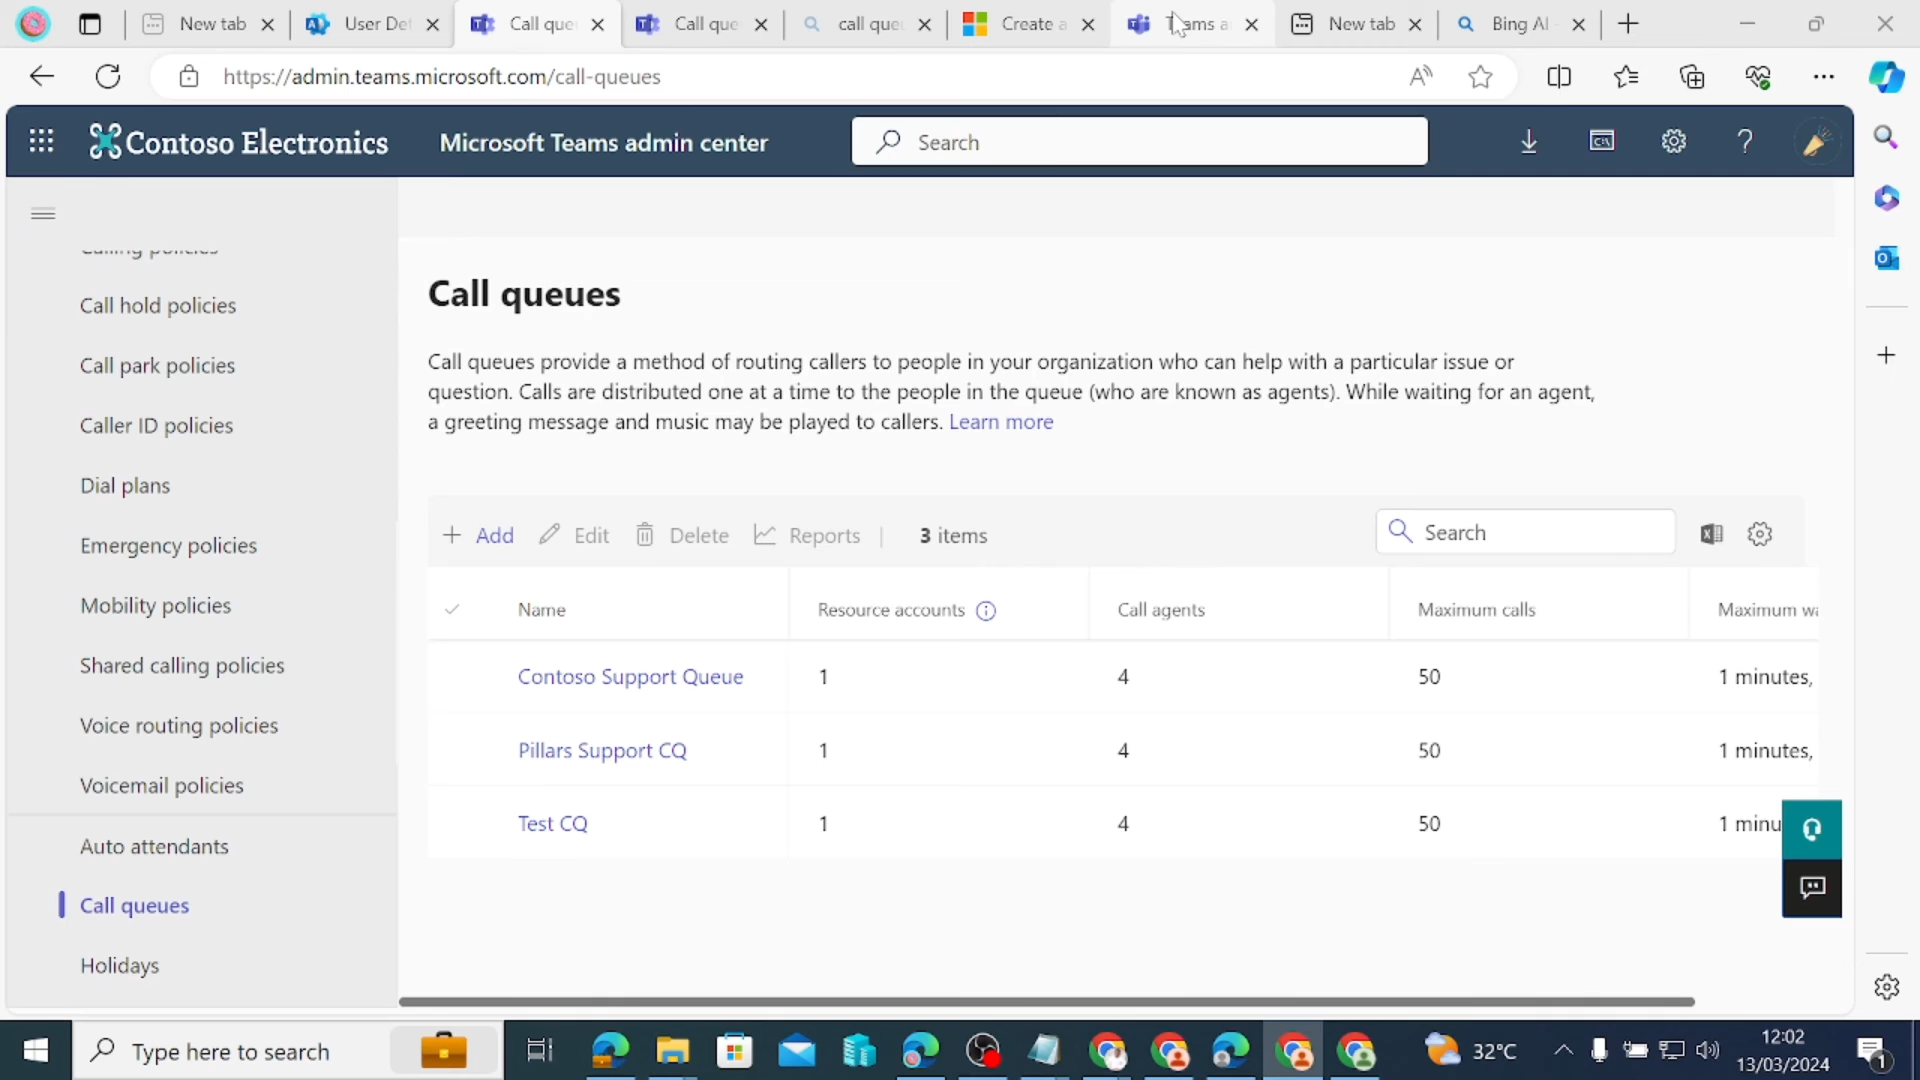 New tab
User De
Call que
Call que
call que
Create a
Teams a
New tab
Bing AI -
https://admin.teams.microsoft.com/call-queues
Contoso Electronics
Microsoft Teams admin center
Search
Call hold policies
Call park policies
Caller ID policies
Dial plans
Emergency policies
Mobility policies
Shared calling policies
Voice routing policies
Voicemail policies
Auto attendants
Call queues
Holidays
Call queues
Call queues provide a method of routing callers to people in your organization who can help with a particular issue or
question. Calls are distributed one at a time to the people in the queue (who are known as agents). While waiting for an agent,
a greeting message and music may be played to callers. Learn more
Add Edit Delete Reports | 3 items Search
Name Resource accounts Call agents Maximum calls Maximum wa
Contoso Support Queue 1 4 50 1 minutes,
Pillars Support CQ 1 4 50 1 minutes,
Test CQ 1 4 50 1 minu
Type here to search
32°C
12:02
13/03/2024
1